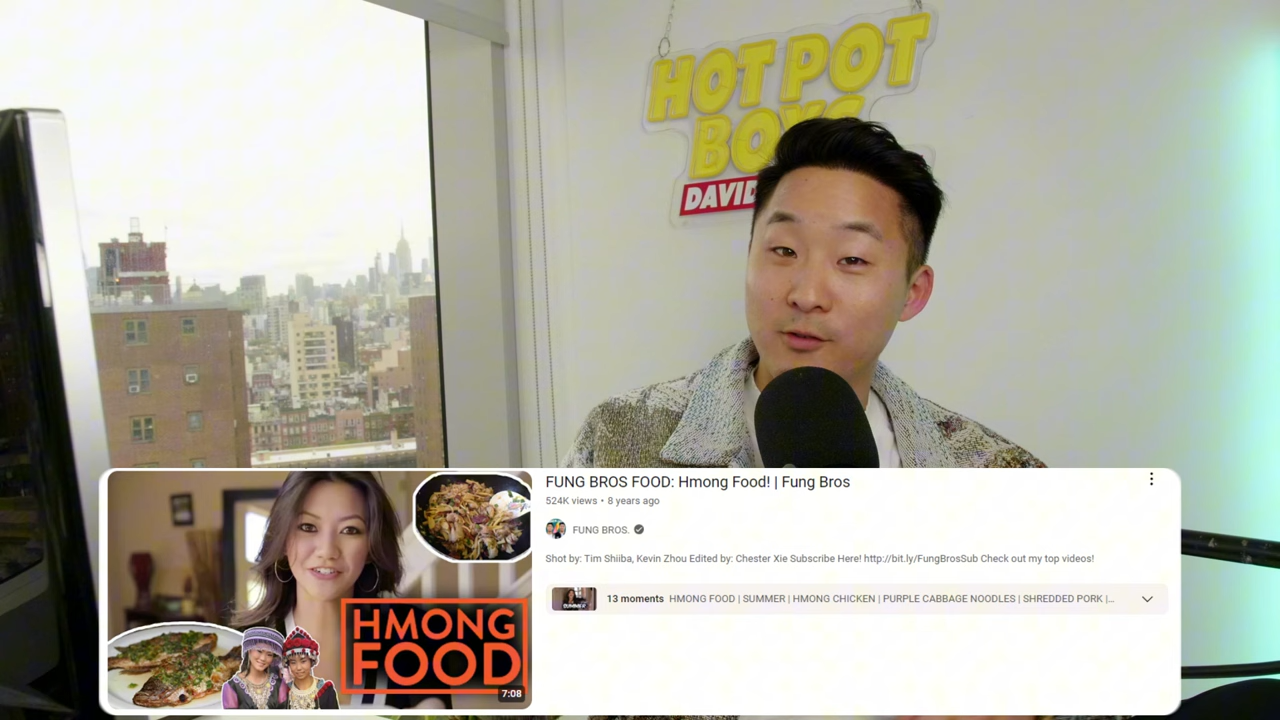 HOT POT
BOYS
DAVID
FUNG BROS FOOD: Hmong Food! | Fung Bros
524K views • 8 years ago
FUNG BROS.
Shot by: Tim Shiiba, Kevin Zhou Edited by: Chester Xie Subscribe Here! http://bit.ly/FungBrosSub Check out my top videos!
13 moments HMONG FOOD | SUMMER | HMONG CHICKEN | PURPLE CABBAGE NOODLES | SHREDDED PORK |...
HMONG
FOOD
7:08